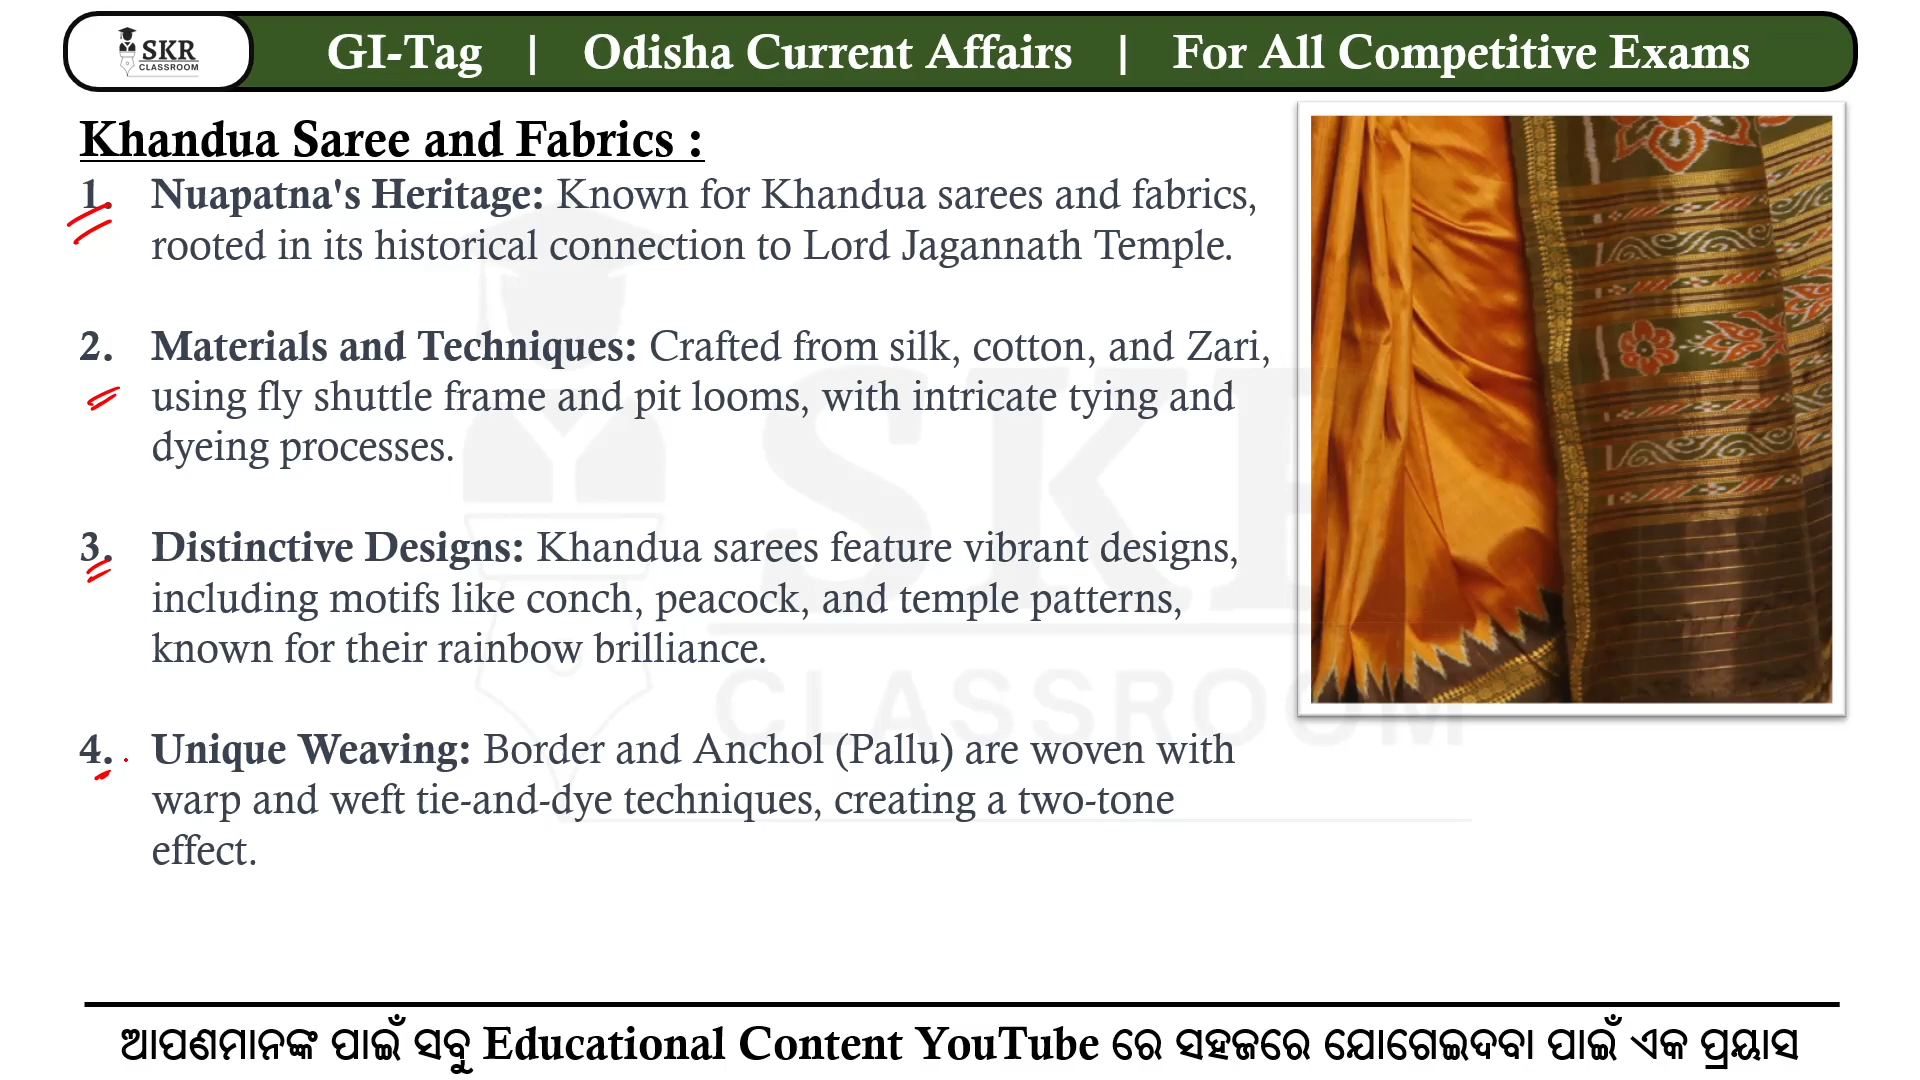 SKR
CLASSROOM
GI-Tag | Odisha Current Affairs | For All Competitive Exams
Khandua Saree and Fabrics :
1. Nuapatna's Heritage: Known for Khandua sarees and fabrics,
rooted in its historical connection to Lord Jagannath Temple.
2. Materials and Techniques: Crafted from silk, cotton, and Zari,
using fly shuttle frame and pit looms, with intricate tying and
dyeing processes.
3. Distinctive Designs: Khandua sarees feature vibrant designs,
including motifs like conch, peacock, and temple patterns,
known for their rainbow brilliance.
4. Unique Weaving: Border and Anchol (Pallu) are woven with
warp and weft tie-and-dye techniques, creating a two-tone
effect.
SKR
CLASSROOM
ଆପଣମାନଙ୍କ ପାଇଁ ସବୁ Educational Content YouTube ରେ ସହଜରେ ଯୋଗେଇଦବା ପାଇଁ ଏକ ପ୍ରୟାସ